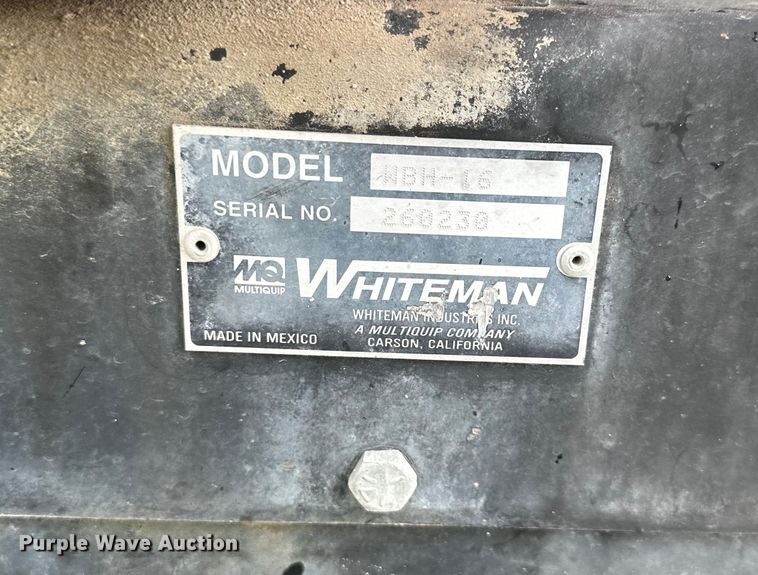 MODEL WBH-16
SERIAL NO. 260230
MQ
MULTIQUIP
WHITEMAN
WHITEMAN INDUSTRIES INC.
A MULTIQUIP COMPANY
MADE IN MEXICO
CARSON, CALIFORNIA
Purple Wave Auction